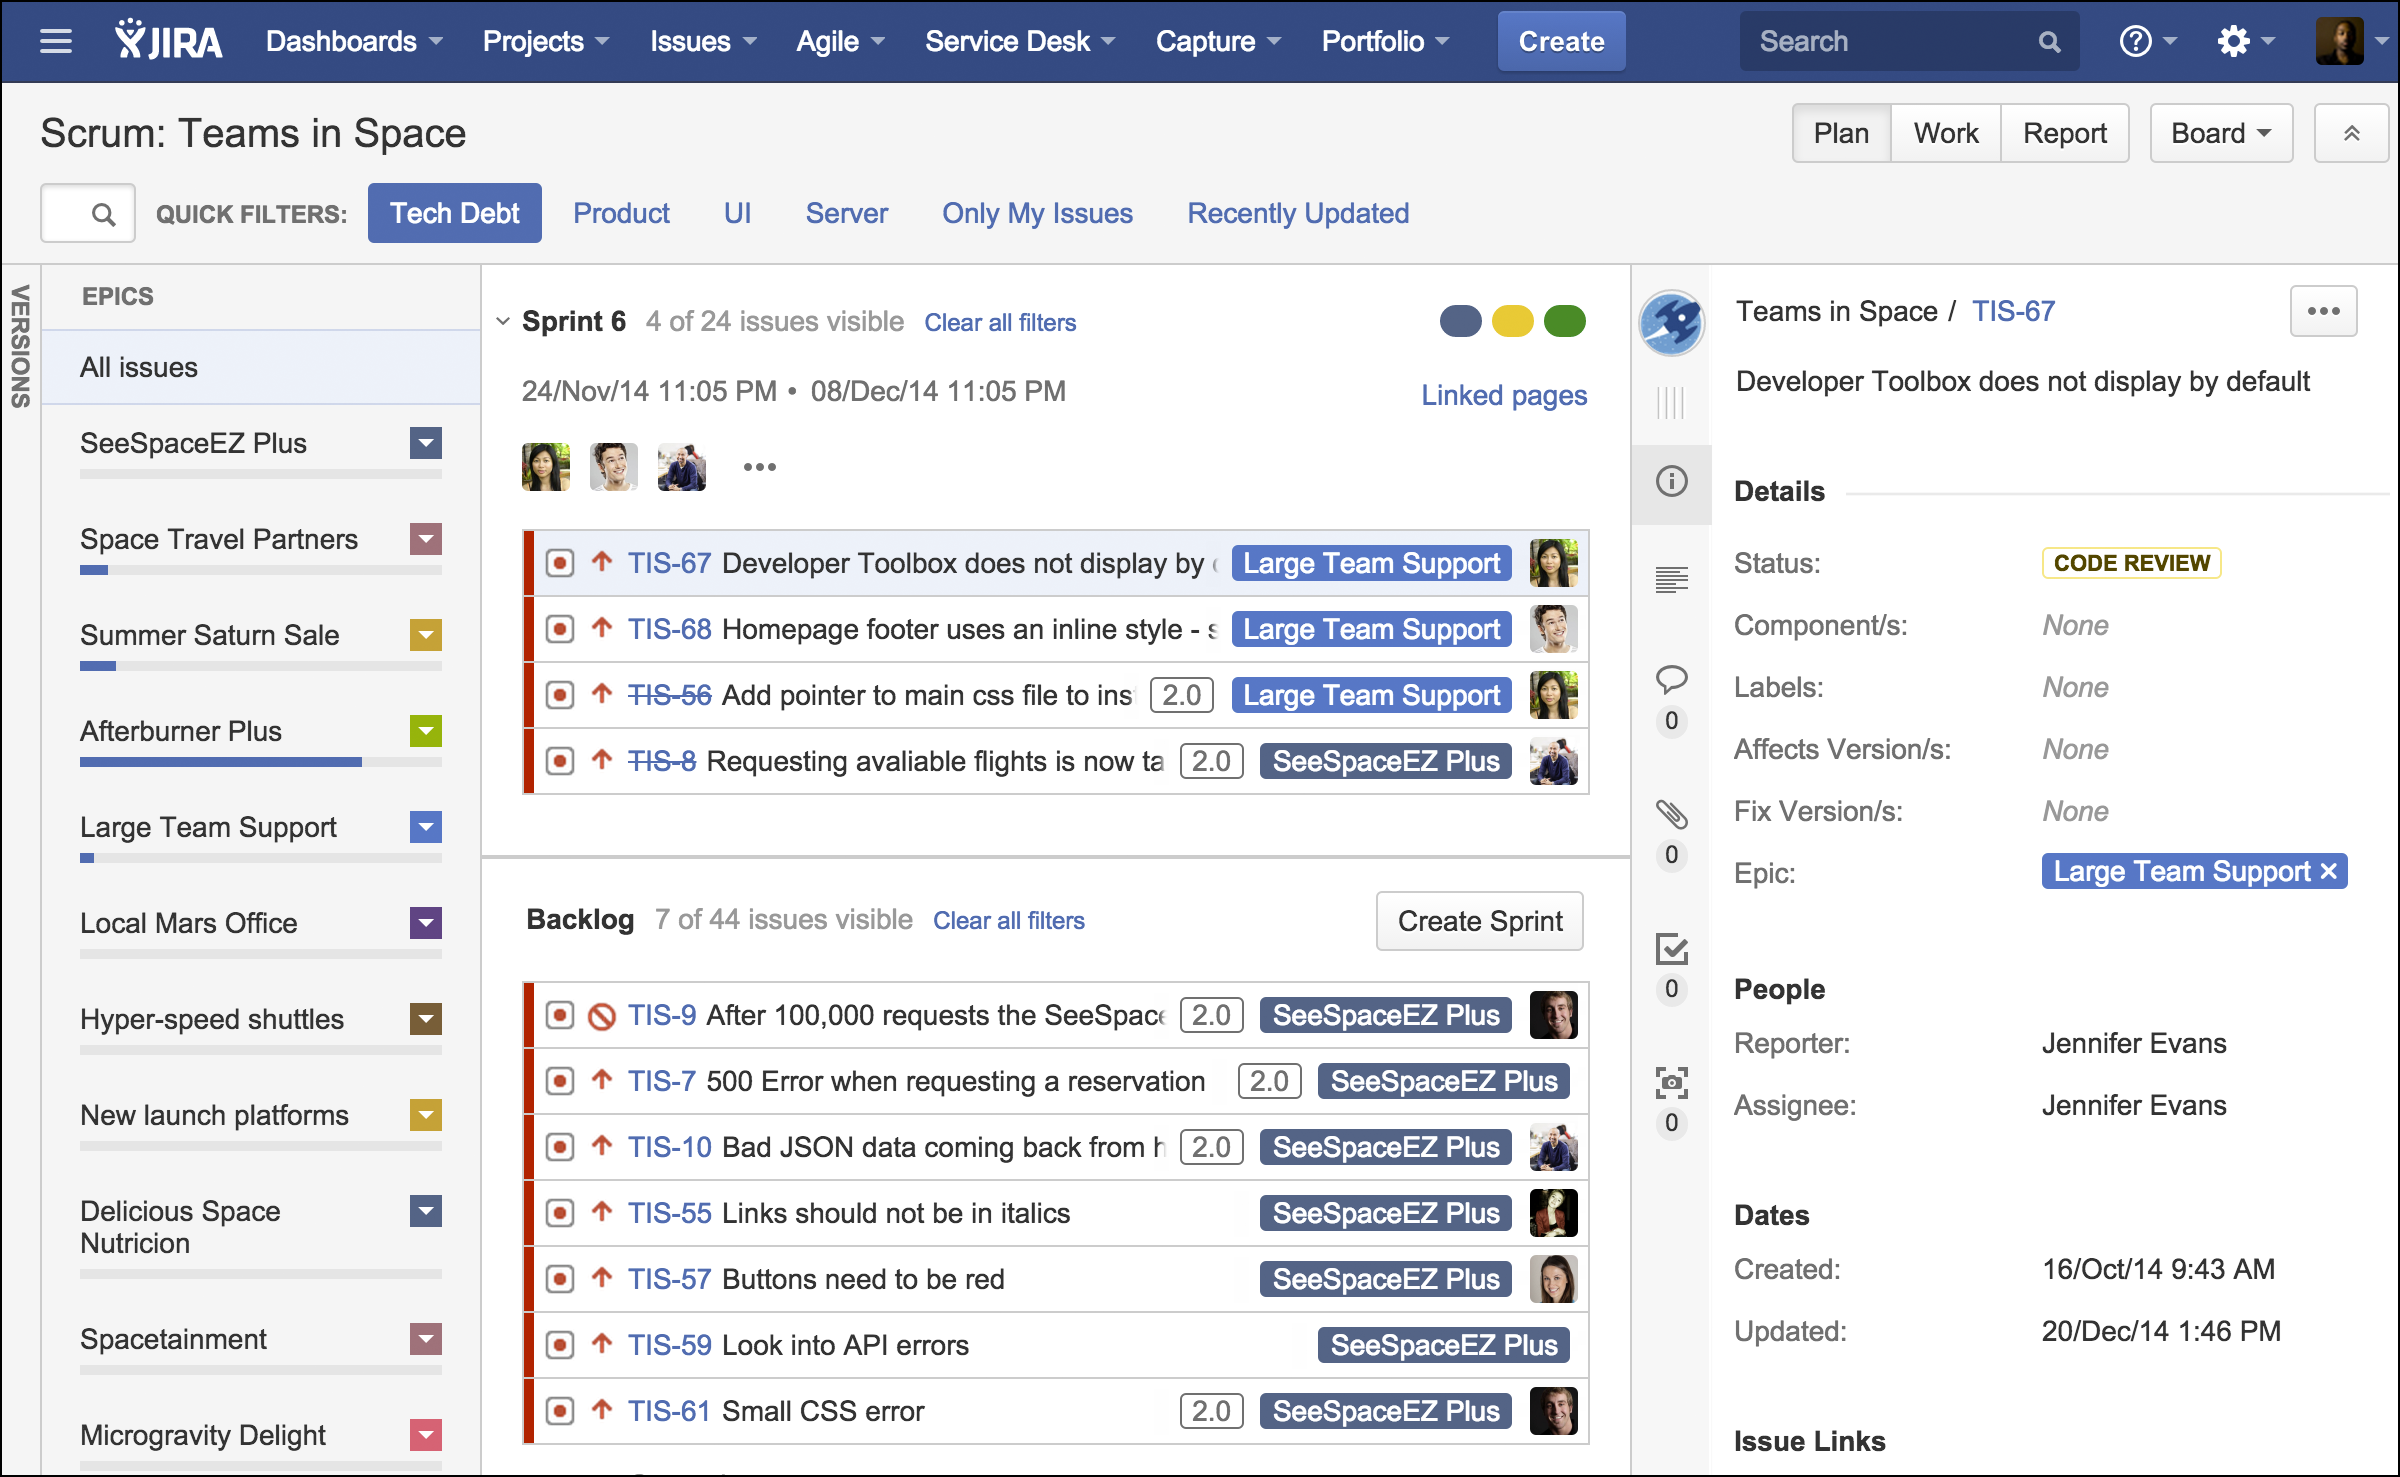 JIRA Dashboards Projects Issues Agile Service Desk Capture Portfolio Create Search
Scrum: Teams in Space
Plan Work Report Board
QUICK FILTERS: Tech Debt Product UI Server Only My Issues Recently Updated
VERSIONS
EPICS
All issues
SeeSpaceEZ Plus
Space Travel Partners
Summer Saturn Sale
Afterburner Plus
Large Team Support
Local Mars Office
Hyper-speed shuttles
New launch platforms
Delicious Space
Nutricion
Spacetainment
Microgravity Delight
Sprint 6 4 of 24 issues visible Clear all filters
24/Nov/14 11:05 PM • 08/Dec/14 11:05 PM
Linked pages
TIS-67 Developer Toolbox does not display by Large Team Support
TIS-68 Homepage footer uses an inline style - s Large Team Support
TIS-56 Add pointer to main css file to ins 2.0 Large Team Support
TIS-8 Requesting avaliable flights is now ta 2.0 SeeSpaceEZ Plus
Backlog 7 of 44 issues visible Clear all filters
Create Sprint
TIS-9 After 100,000 requests the SeeSpace 2.0 SeeSpaceEZ Plus
TIS-7 500 Error when requesting a reservation 2.0 SeeSpaceEZ Plus
TIS-10 Bad JSON data coming back from h 2.0 SeeSpaceEZ Plus
TIS-55 Links should not be in italics SeeSpaceEZ Plus
TIS-57 Buttons need to be red SeeSpaceEZ Plus
TIS-59 Look into API errors SeeSpaceEZ Plus
TIS-61 Small CSS error 2.0 SeeSpaceEZ Plus
0
0
0
0
Teams in Space / TIS-67
Developer Toolbox does not display by default
Details
Status: CODE REVIEW
Component/s: None
Labels: None
Affects Version/s: None
Fix Version/s: None
Epic: Large Team Support ×
People
Reporter: Jennifer Evans
Assignee: Jennifer Evans
Dates
Created: 16/Oct/14 9:43 AM
Updated: 20/Dec/14 1:46 PM
Issue Links